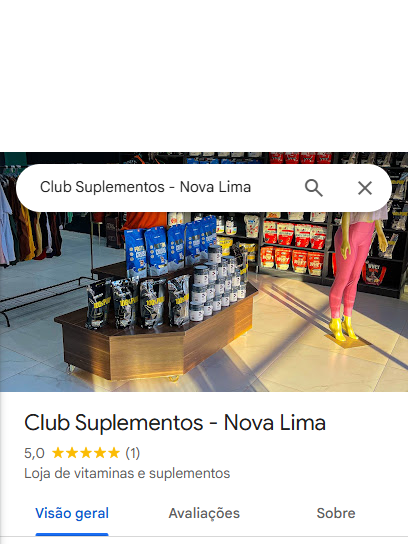 Club Suplementos - Nova Lima
Club Suplementos - Nova Lima
5,0 ★★★★★ (1)
Loja de vitaminas e suplementos
Visão geral Avaliações Sobre